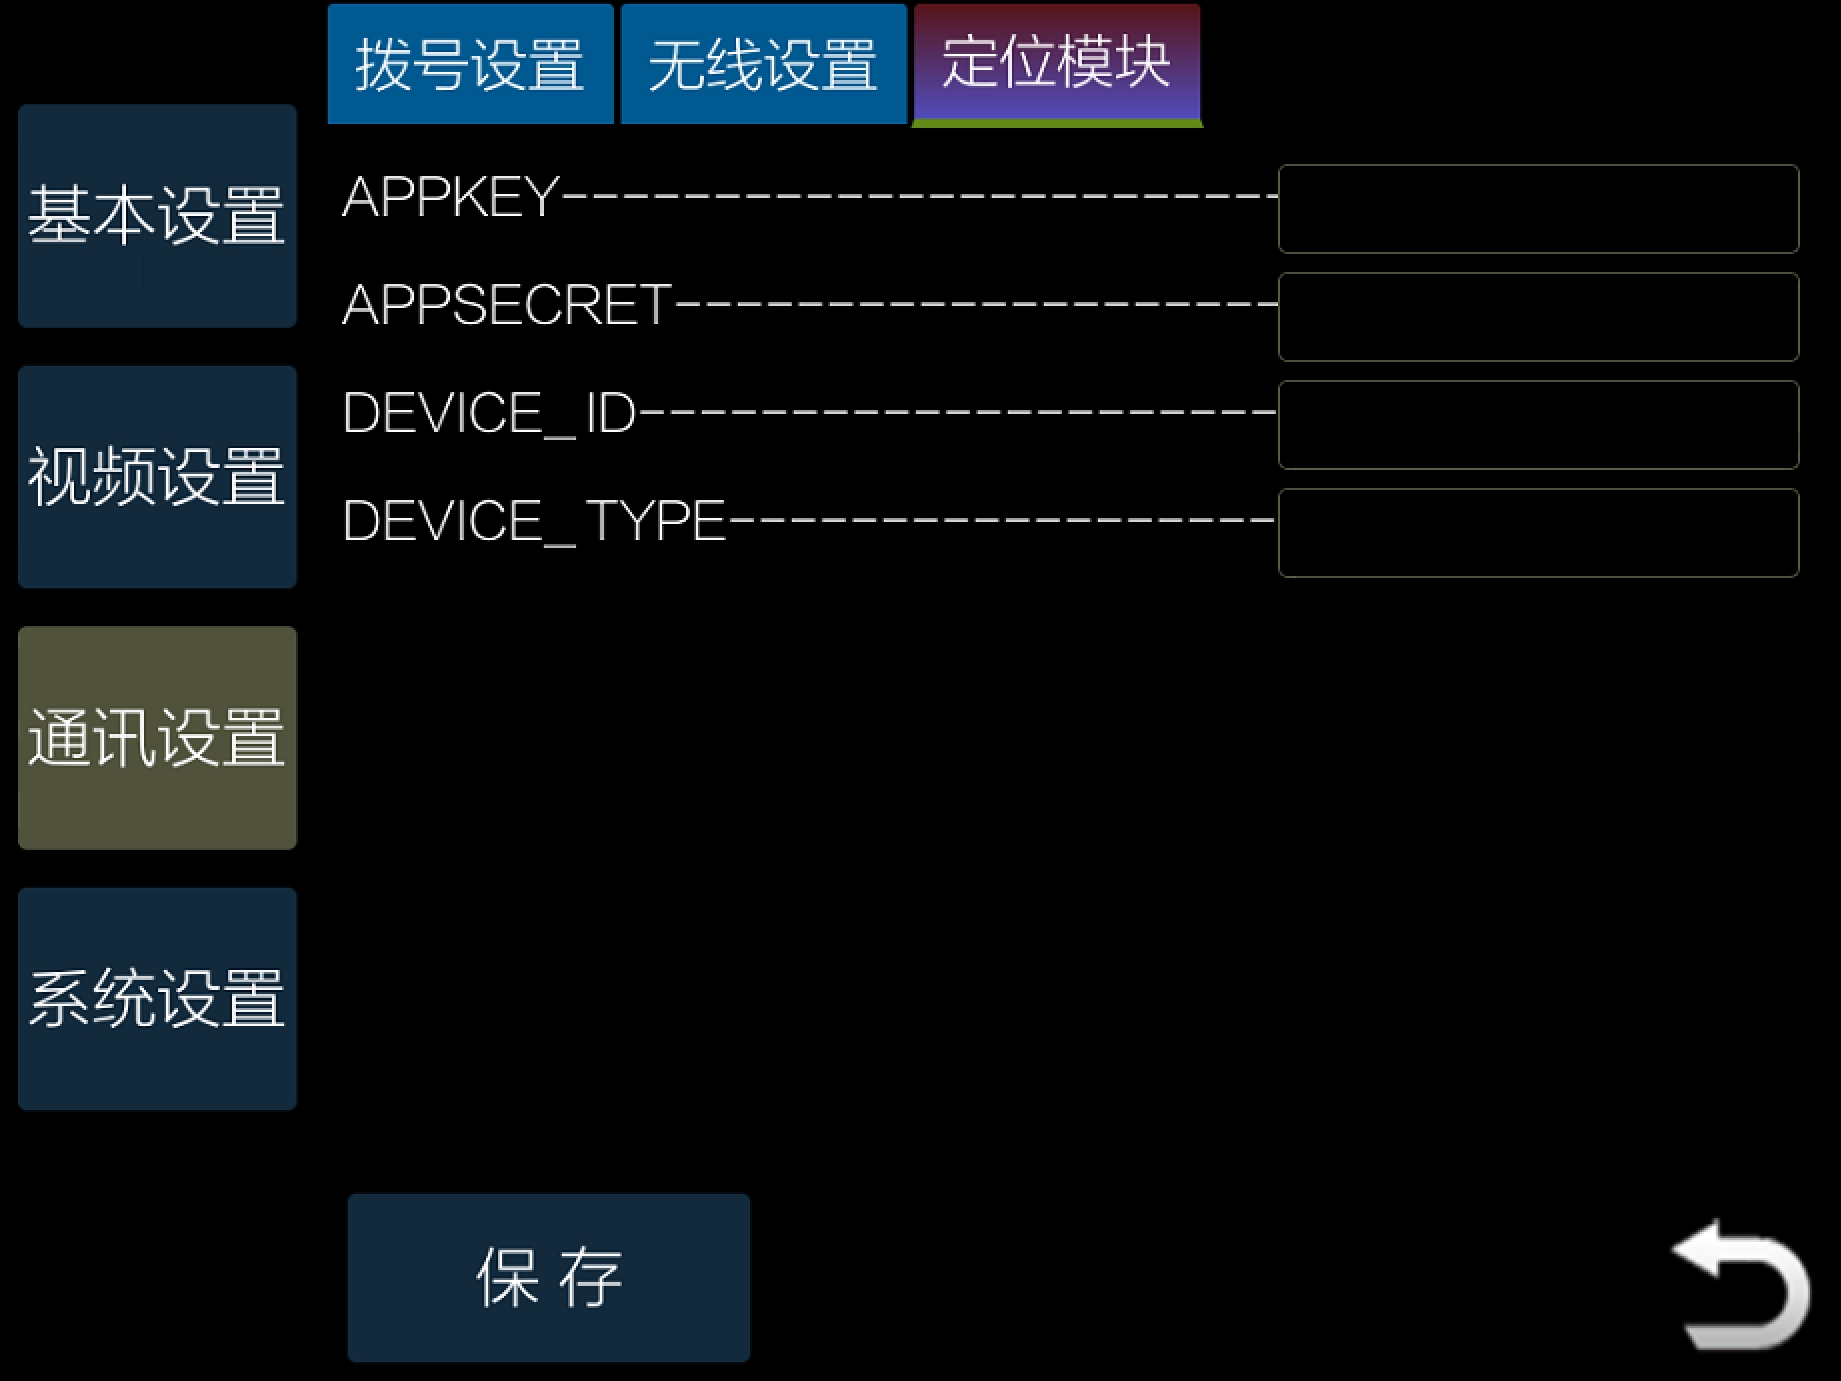 拨号设置 无线设置 定位模块
基本设置
视频设置
通讯设置
系统设置
APPKEY------------------------
APPSECRET--------------------
DEVICE_ID---------------------
DEVICE_TYPE------------------
保存